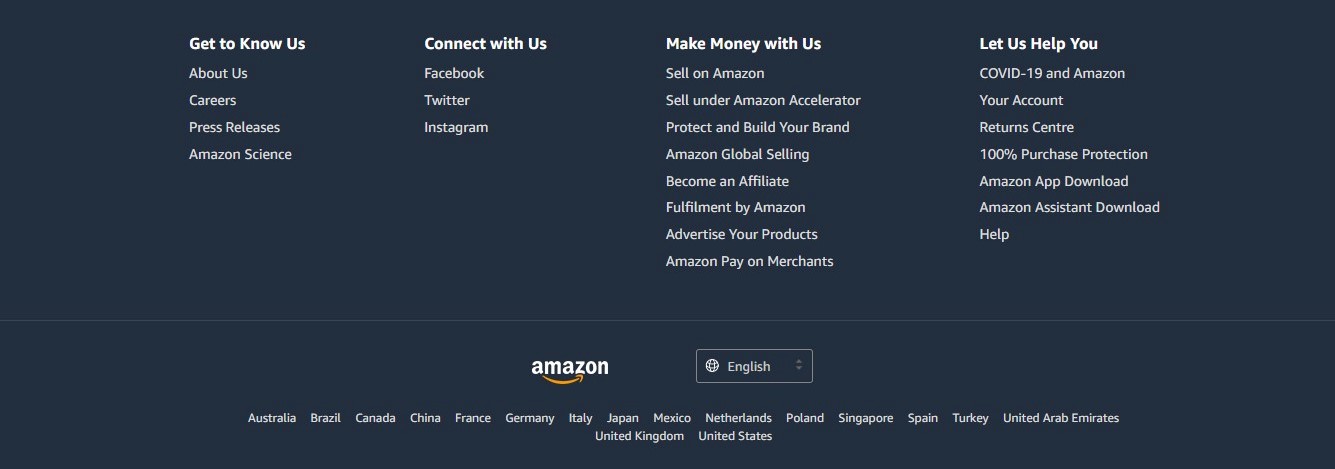 Get to Know Us
About Us
Careers
Press Releases
Amazon Science
Connect with Us
Facebook
Twitter
Instagram
Make Money with Us
Sell on Amazon
Sell under Amazon Accelerator
Protect and Build Your Brand
Amazon Global Selling
Become an Affiliate
Fulfilment by Amazon
Advertise Your Products
Amazon Pay on Merchants
Let Us Help You
COVID-19 and Amazon
Your Account
Returns Centre
100% Purchase Protection
Amazon App Download
Amazon Assistant Download
Help
amazon
English
Australia Brazil Canada China France Germany Italy Japan Mexico Netherlands Poland Singapore Spain Turkey United Arab Emirates
United Kingdom United States